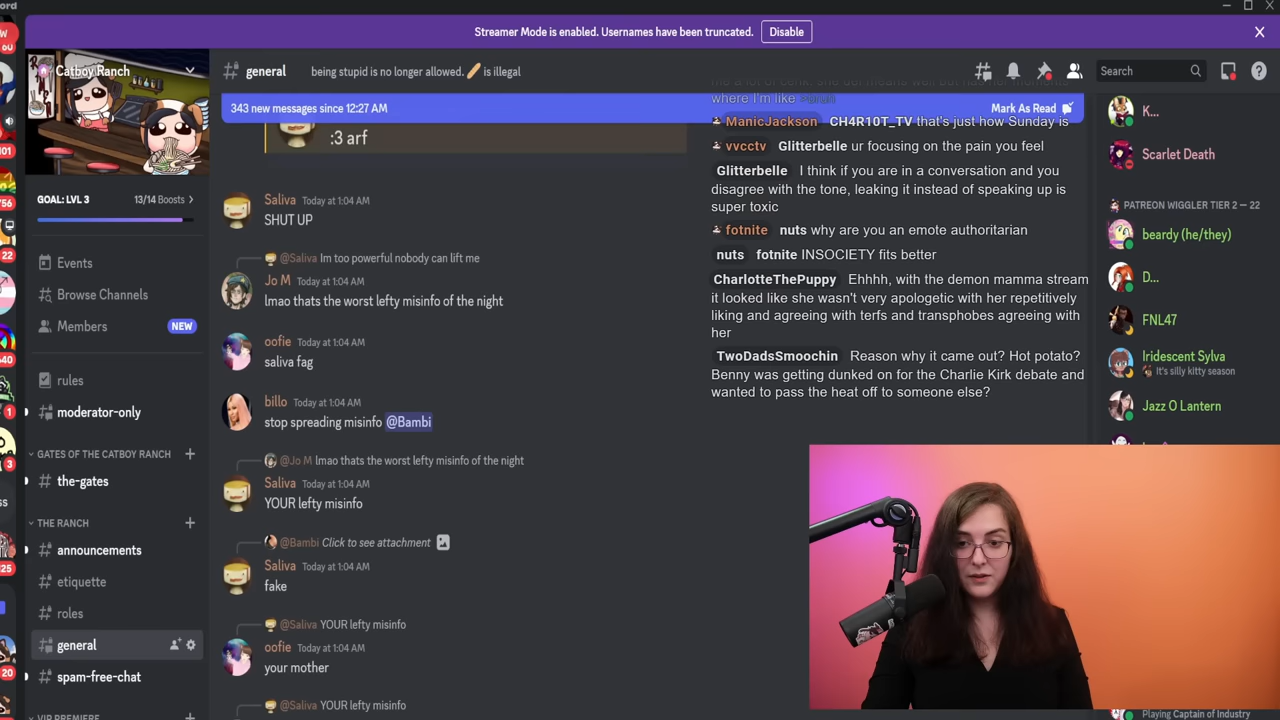 ord
Streamer Mode is enabled. Usernames have been truncated.
Disable
Catboy Ranch
general
being stupid is no longer allowed. is illegal
Search
343 new messages since 12:27 AM
Mark As Read
GOAL: LVL 3
13/14 Boosts
Events
Browse Channels
Members
NEW
rules
moderator-only
GATES OF THE CATBOY RANCH
the-gates
THE RANCH
announcements
etiquette
roles
general
spam-free-chat
VIP PREMIERE
:3 arf
Saliva Today at 1:04 AM
SHUT UP
@Saliva Im too powerful nobody can lift me
Jo M Today at 1:04 AM
lmao thats the worst lefty misinfo of the night
oofie Today at 1:04 AM
saliva fag
billo Today at 1:04 AM
stop spreading misinfo @Bambi
@Jo M lmao thats the worst lefty misinfo of the night
Saliva Today at 1:04 AM
YOUR lefty misinfo
@Bambi Click to see attachment
Saliva Today at 1:04 AM
fake
@Saliva YOUR lefty misinfo
oofie Today at 1:04 AM
your mother
@Saliva YOUR lefty misinfo
where I'm like
ManicJackson CH4R10T_TV that's just how Sunday is
vvcctv Glitterbelle ur focusing on the pain you feel
Glitterbelle I think if you are in a conversation and you
disagree with the tone, leaking it instead of speaking up is
super toxic
fotnite nuts why are you an emote authoritarian
nuts fotnite INSOCIETY fits better
CharlotteThePuppy Ehhhh, with the demon mamma stream
it looked like she wasn't very apologetic with her repetitively
liking and agreeing with terfs and transphobes agreeing with
her
TwoDadsSmoochin Reason why it came out? Hot potato?
Benny was getting dunked on for the Charlie Kirk debate and
wanted to pass the heat off to someone else?
K...
Scarlet Death
PATREON WIGGLER TIER 2 — 22
beardy (he/they)
D...
FNL47
Iridescent Sylva
It's silly kitty season
Jazz O Lantern
Playing Captain of Industry